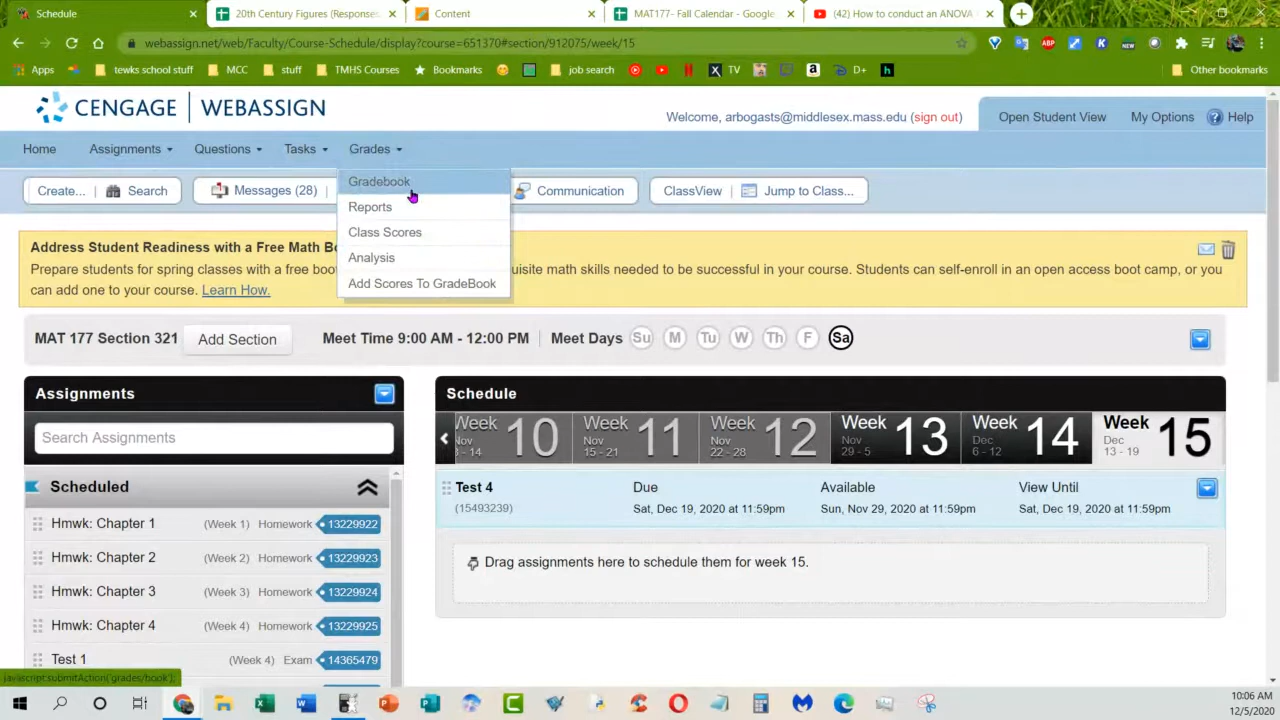 Schedule
20th Century Figures (Responses
Content
MAT177- Fall Calendar - Google
(42) How to conduct an ANOVA
webassign.net/web/Faculty/Course-Schedule/display?course=651370#section/912075/week/15
Apps
tewks school stuff
MCC
stuff
TMHS Courses
Bookmarks
job search
TV
D+
Other bookmarks
CENGAGE | WEBASSIGN
Welcome, arbogasts@middlesex.mass.edu (sign out)
Open Student View
My Options
Help
Home
Assignments
Questions
Tasks
Grades
Create...
Search
Messages (28)
Communication
ClassView
Jump to Class...
Gradebook
Reports
Class Scores
Analysis
Add Scores To GradeBook
Address Student Readiness with a Free Math Bo
Prepare students for spring classes with a free boo
uisite math skills needed to be successful in your course. Students can self-enroll in an open access boot camp, or you
can add one to your course. Learn How.
MAT 177 Section 321
Add Section
Meet Time 9:00 AM - 12:00 PM
Meet Days
Su
M
Tu
W
Th
F
Sa
Assignments
Search Assignments
Scheduled
Hmwk: Chapter 1 (Week 1) Homework 13229922
Hmwk: Chapter 2 (Week 2) Homework 13229923
Hmwk: Chapter 3 (Week 3) Homework 13229924
Hmwk: Chapter 4 (Week 4) Homework 13229925
Test 1 (Week 4) Exam 14365479
Schedule
Week 10
Nov
- 14
Week 11
Nov
15 - 21
Week 12
Nov
22 - 28
Week 13
Nov
29 - 5
Week 14
Dec
6 - 12
Week 15
Dec
13 - 19
Test 4
(15493239)
Due
Sat, Dec 19, 2020 at 11:59pm
Available
Sun, Nov 29, 2020 at 11:59pm
View Until
Sat, Dec 19, 2020 at 11:59pm
Drag assignments here to schedule them for week 15.
javascript:submitAction('grades/book');
10:06 AM
12/5/2020